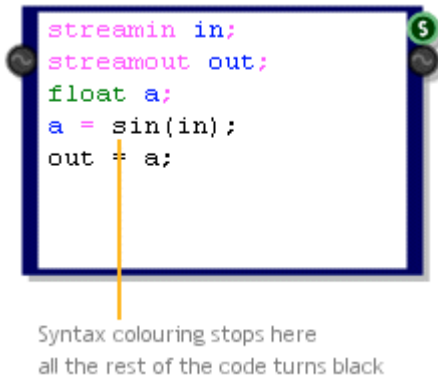 streamin in;
S
streamout out;
float a;
a = sin(in);
out = a;
Syntax colouring stops here
all the rest of the code turns black